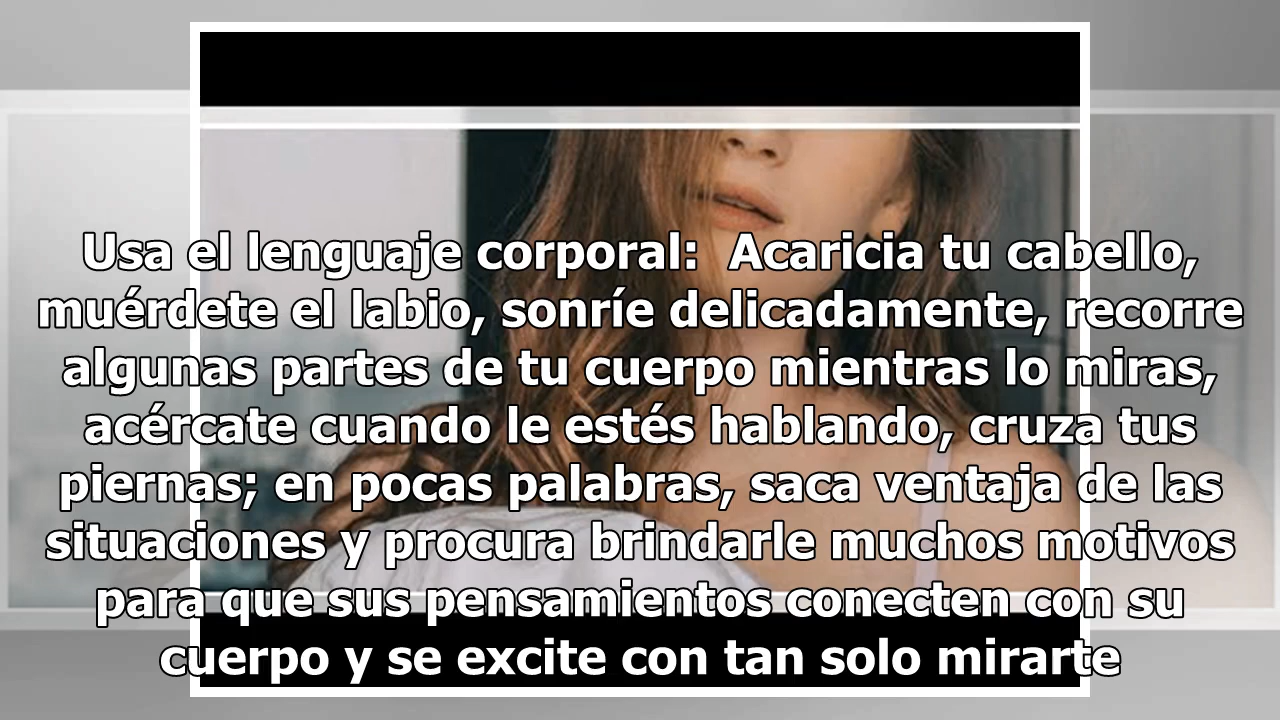 Usa el lenguaje corporal:  Acaricia tu cabello,
muérdete el labio, sonríe delicadamente, recorre
algunas partes de tu cuerpo mientras lo miras,
acércate cuando le estés hablando, cruza tus
piernas; en pocas palabras, saca ventaja de las
situaciones y procura brindarle muchos motivos
para que sus pensamientos conecten con su
cuerpo y se excite con tan solo mirarte